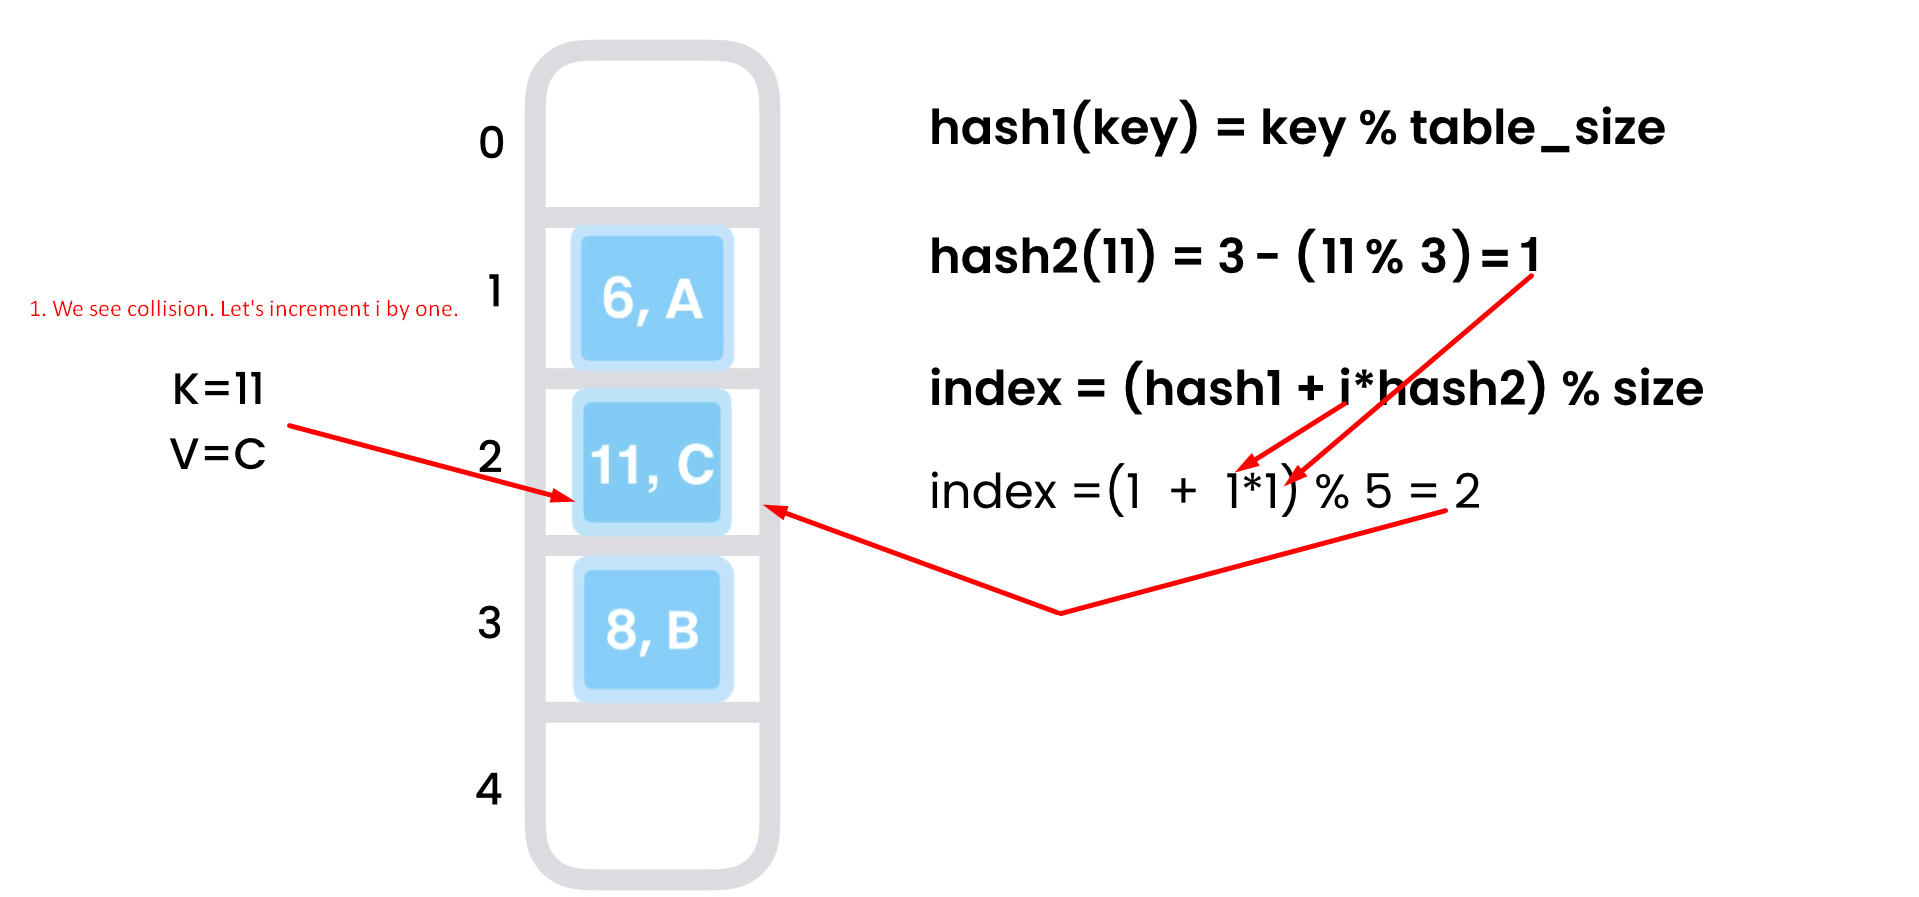 0
1
2
3
4
6, A
11, C
8, B
1. We see collision. Let's increment i by one.
K=11
V=C
hash1(key) = key % table_size
hash2(11) = 3 - (11 % 3) = 1
index = (hash1 + i*hash2) % size
index =(1 + 1*1) % 5 = 2